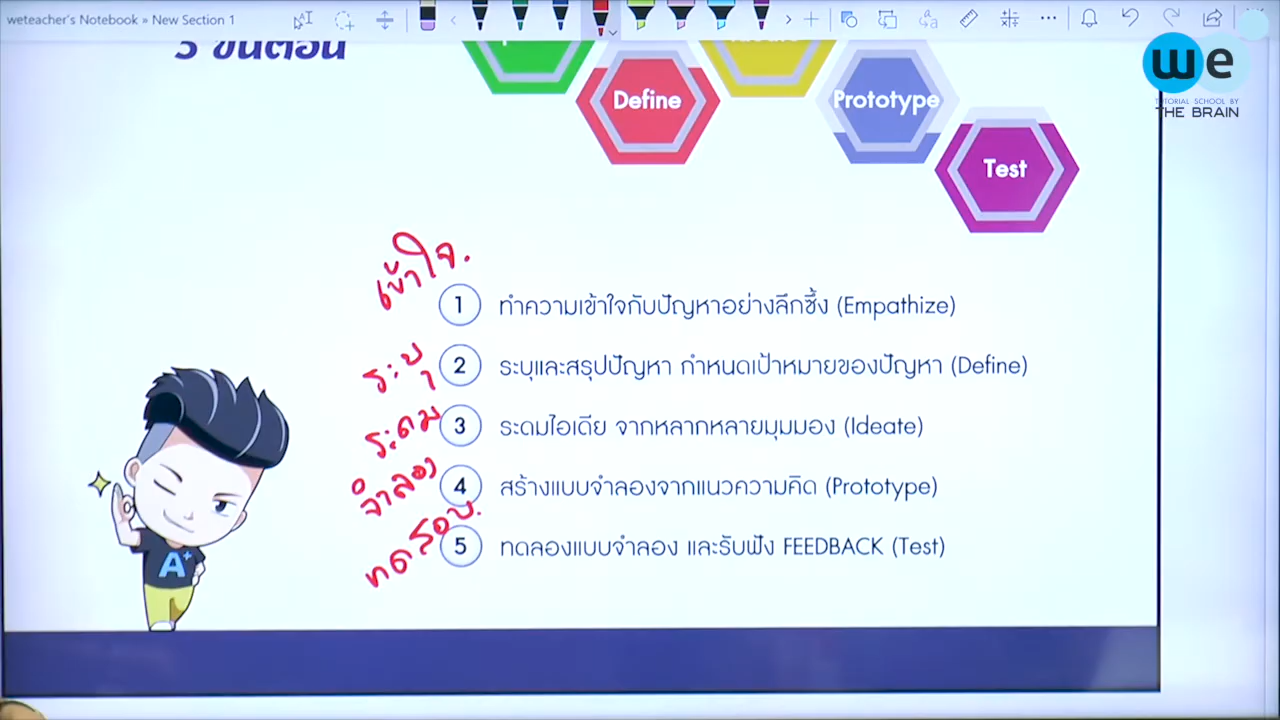 weteacher's Notebook » New Section 1
5 ขั้นตอน
Define
Prototype
Test
we
TUTORIAL SCHOOL BY
THE BRAIN
เข้าใจ.
1 ทำความเข้าใจกับปัญหาอย่างลึกซึ้ง (Empathize)
ระบุ
2 ระบุและสรุปปัญหา กำหนดเป้าหมายของปัญหา (Define)
ระดม
3 ระดมไอเดีย จากหลากหลายมุมมอง (Ideate)
จำลอง
4 สร้างแบบจำลองจากแนวความคิด (Prototype)
ทดสอบ.
5 ทดลองแบบจำลอง และรับฟัง FEEDBACK (Test)
A+